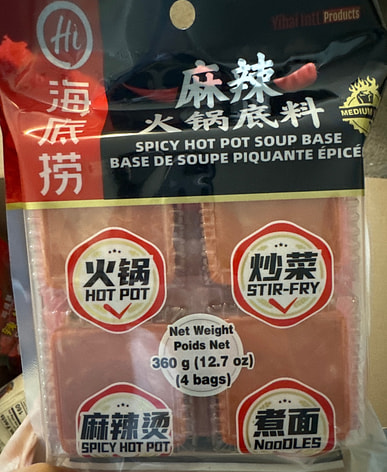 Yibai Intl Products
Hi
海底捞
麻辣
火锅底料
MEDIUM
SPICY HOT POT SOUP BASE
BASE DE SOUPE PIQUANTE ÉPICÉ
火锅
HOT POT
炒菜
STIR-FRY
Net Weight
Poids Net
360 g (12.7 oz)
(4 bags)
麻辣烫
SPICY HOT POT
煮面
NOODLES